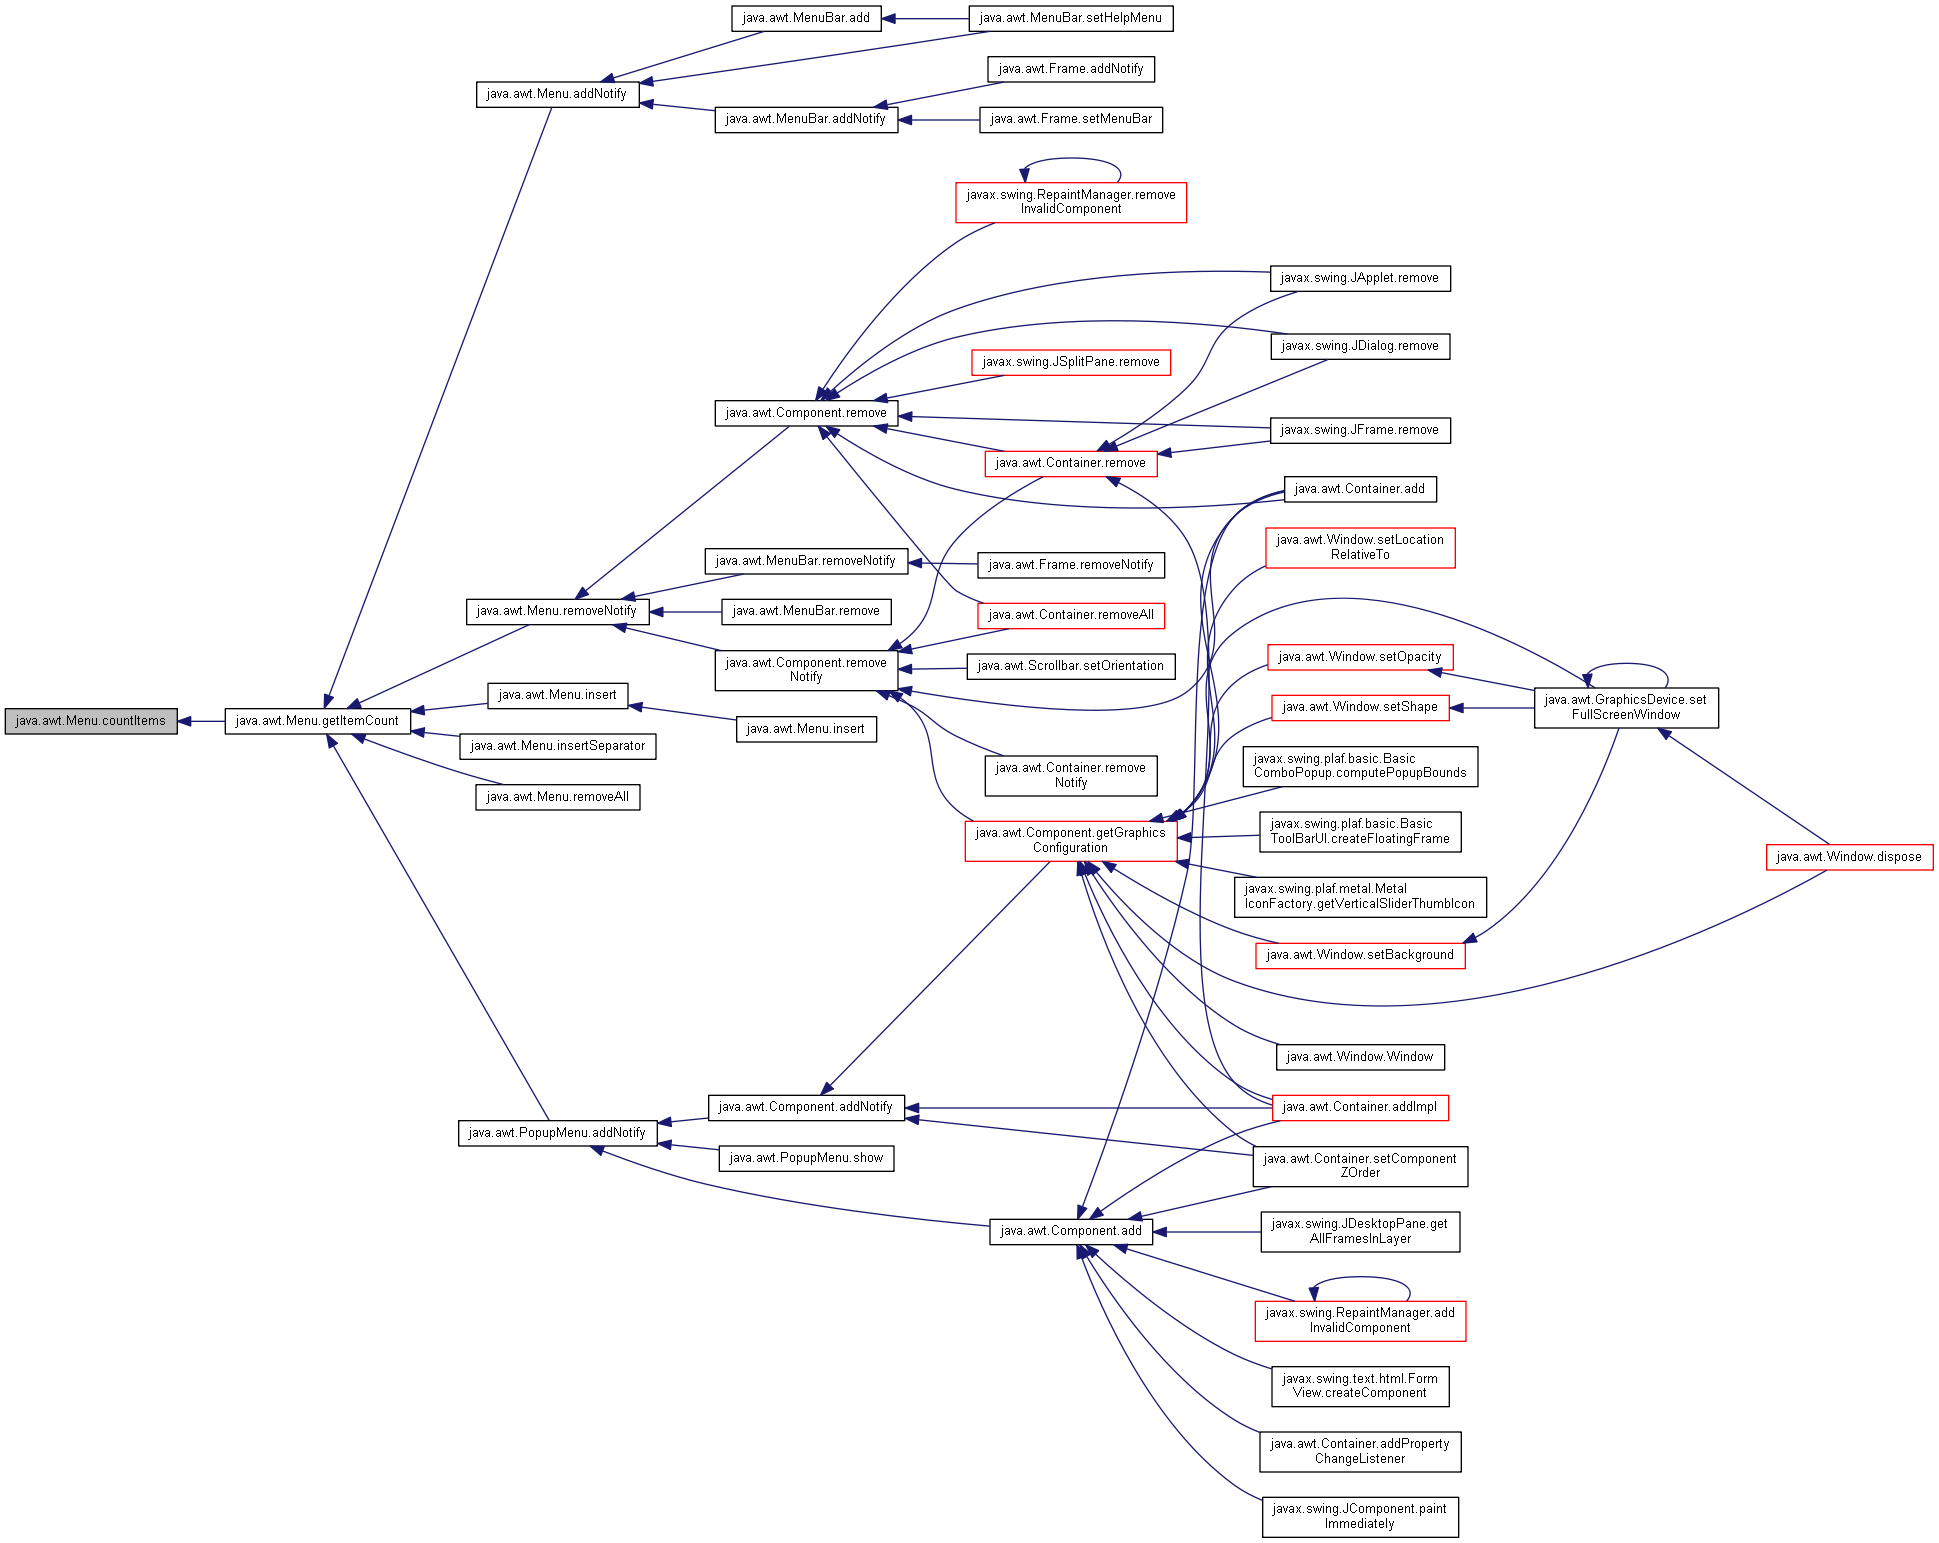 java.awt.MenuBar.add
java.awt.MenuBar.setHelpMenu
java.awt.Frame.addNotify
java.awt.Menu.addNotify
java.awt.MenuBar.addNotify
java.awt.Frame.setMenuBar
javax.swing.RepaintManager.remove
InvalidComponent
javax.swing.JApplet.remove
javax.swing.JDialog.remove
javax.swing.JSplitPane.remove
java.awt.Component.remove
javax.swing.JFrame.remove
java.awt.Container.remove
java.awt.Container.add
java.awt.Window.setLocation
RelativeTo
java.awt.MenuBar.removeNotify
java.awt.Frame.removeNotify
java.awt.Menu.removeNotify
java.awt.MenuBar.remove
java.awt.Container.removeAll
java.awt.Component.remove
Notify
java.awt.Scrollbar.setOrientation
java.awt.Window.setOpacity
java.awt.Menu.insert
java.awt.Window.setShape
java.awt.GraphicsDevice.set
FullScreenWindow
java.awt.Menu.countItems
java.awt.Menu.getItemCount
java.awt.Menu.insert
java.awt.Menu.insertSeparator
java.awt.Container.remove
Notify
javax.swing.plaf.basic.Basic
ComboPopup.computePopupBounds
java.awt.Menu.removeAll
java.awt.Component.getGraphics
Configuration
javax.swing.plaf.basic.Basic
ToolBarUI.createFloatingFrame
java.awt.Window.dispose
javax.swing.plaf.metal.Metal
IconFactory.getVerticalSliderThumbIcon
java.awt.Window.setBackground
java.awt.Window.Window
java.awt.Component.addNotify
java.awt.Container.addImpl
java.awt.PopupMenu.addNotify
java.awt.PopupMenu.show
java.awt.Container.setComponent
ZOrder
java.awt.Component.add
javax.swing.JDesktopPane.get
AllFramesInLayer
javax.swing.RepaintManager.add
InvalidComponent
javax.swing.text.html.Form
View.createComponent
java.awt.Container.addProperty
ChangeListener
javax.swing.JComponent.paint
Immediately